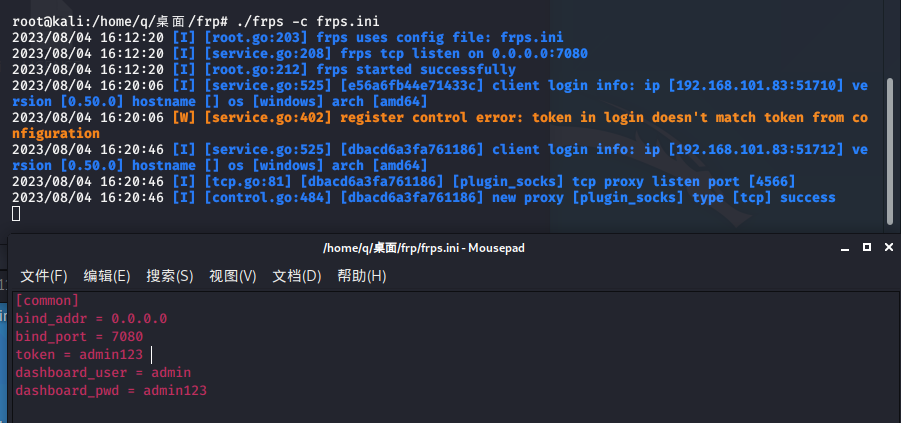 root@kali:/home/q/桌面/frp# ./frps -c frps.ini
2023/08/04 16:12:20 [I] [root.go:203] frps uses config file: frps.ini
2023/08/04 16:12:20 [I] [service.go:208] frps tcp listen on 0.0.0.0:7080
2023/08/04 16:12:20 [I] [root.go:212] frps started successfully
2023/08/04 16:20:06 [I] [service.go:525] [e56a6fb44e71433c] client login info: ip [192.168.101.83:51710] ve
rsion [0.50.0] hostname [] os [windows] arch [amd64]
2023/08/04 16:20:06 [W] [service.go:402] register control error: token in login doesn't match token from co
nfiguration
2023/08/04 16:20:46 [I] [service.go:525] [dbacd6a3fa761186] client login info: ip [192.168.101.83:51712] ve
rsion [0.50.0] hostname [] os [windows] arch [amd64]
2023/08/04 16:20:46 [I] [tcp.go:81] [dbacd6a3fa761186] [plugin_socks] tcp proxy listen port [4566]
2023/08/04 16:20:46 [I] [control.go:484] [dbacd6a3fa761186] new proxy [plugin_socks] type [tcp] success
/home/q/桌面/frp/frps.ini - Mousepad
文件(F) 编辑(E) 搜索(S) 视图(V) 文档(D) 帮助(H)
[common]
bind_addr = 0.0.0.0
bind_port = 7080
token = admin123
dashboard_user = admin
dashboard_pwd = admin123